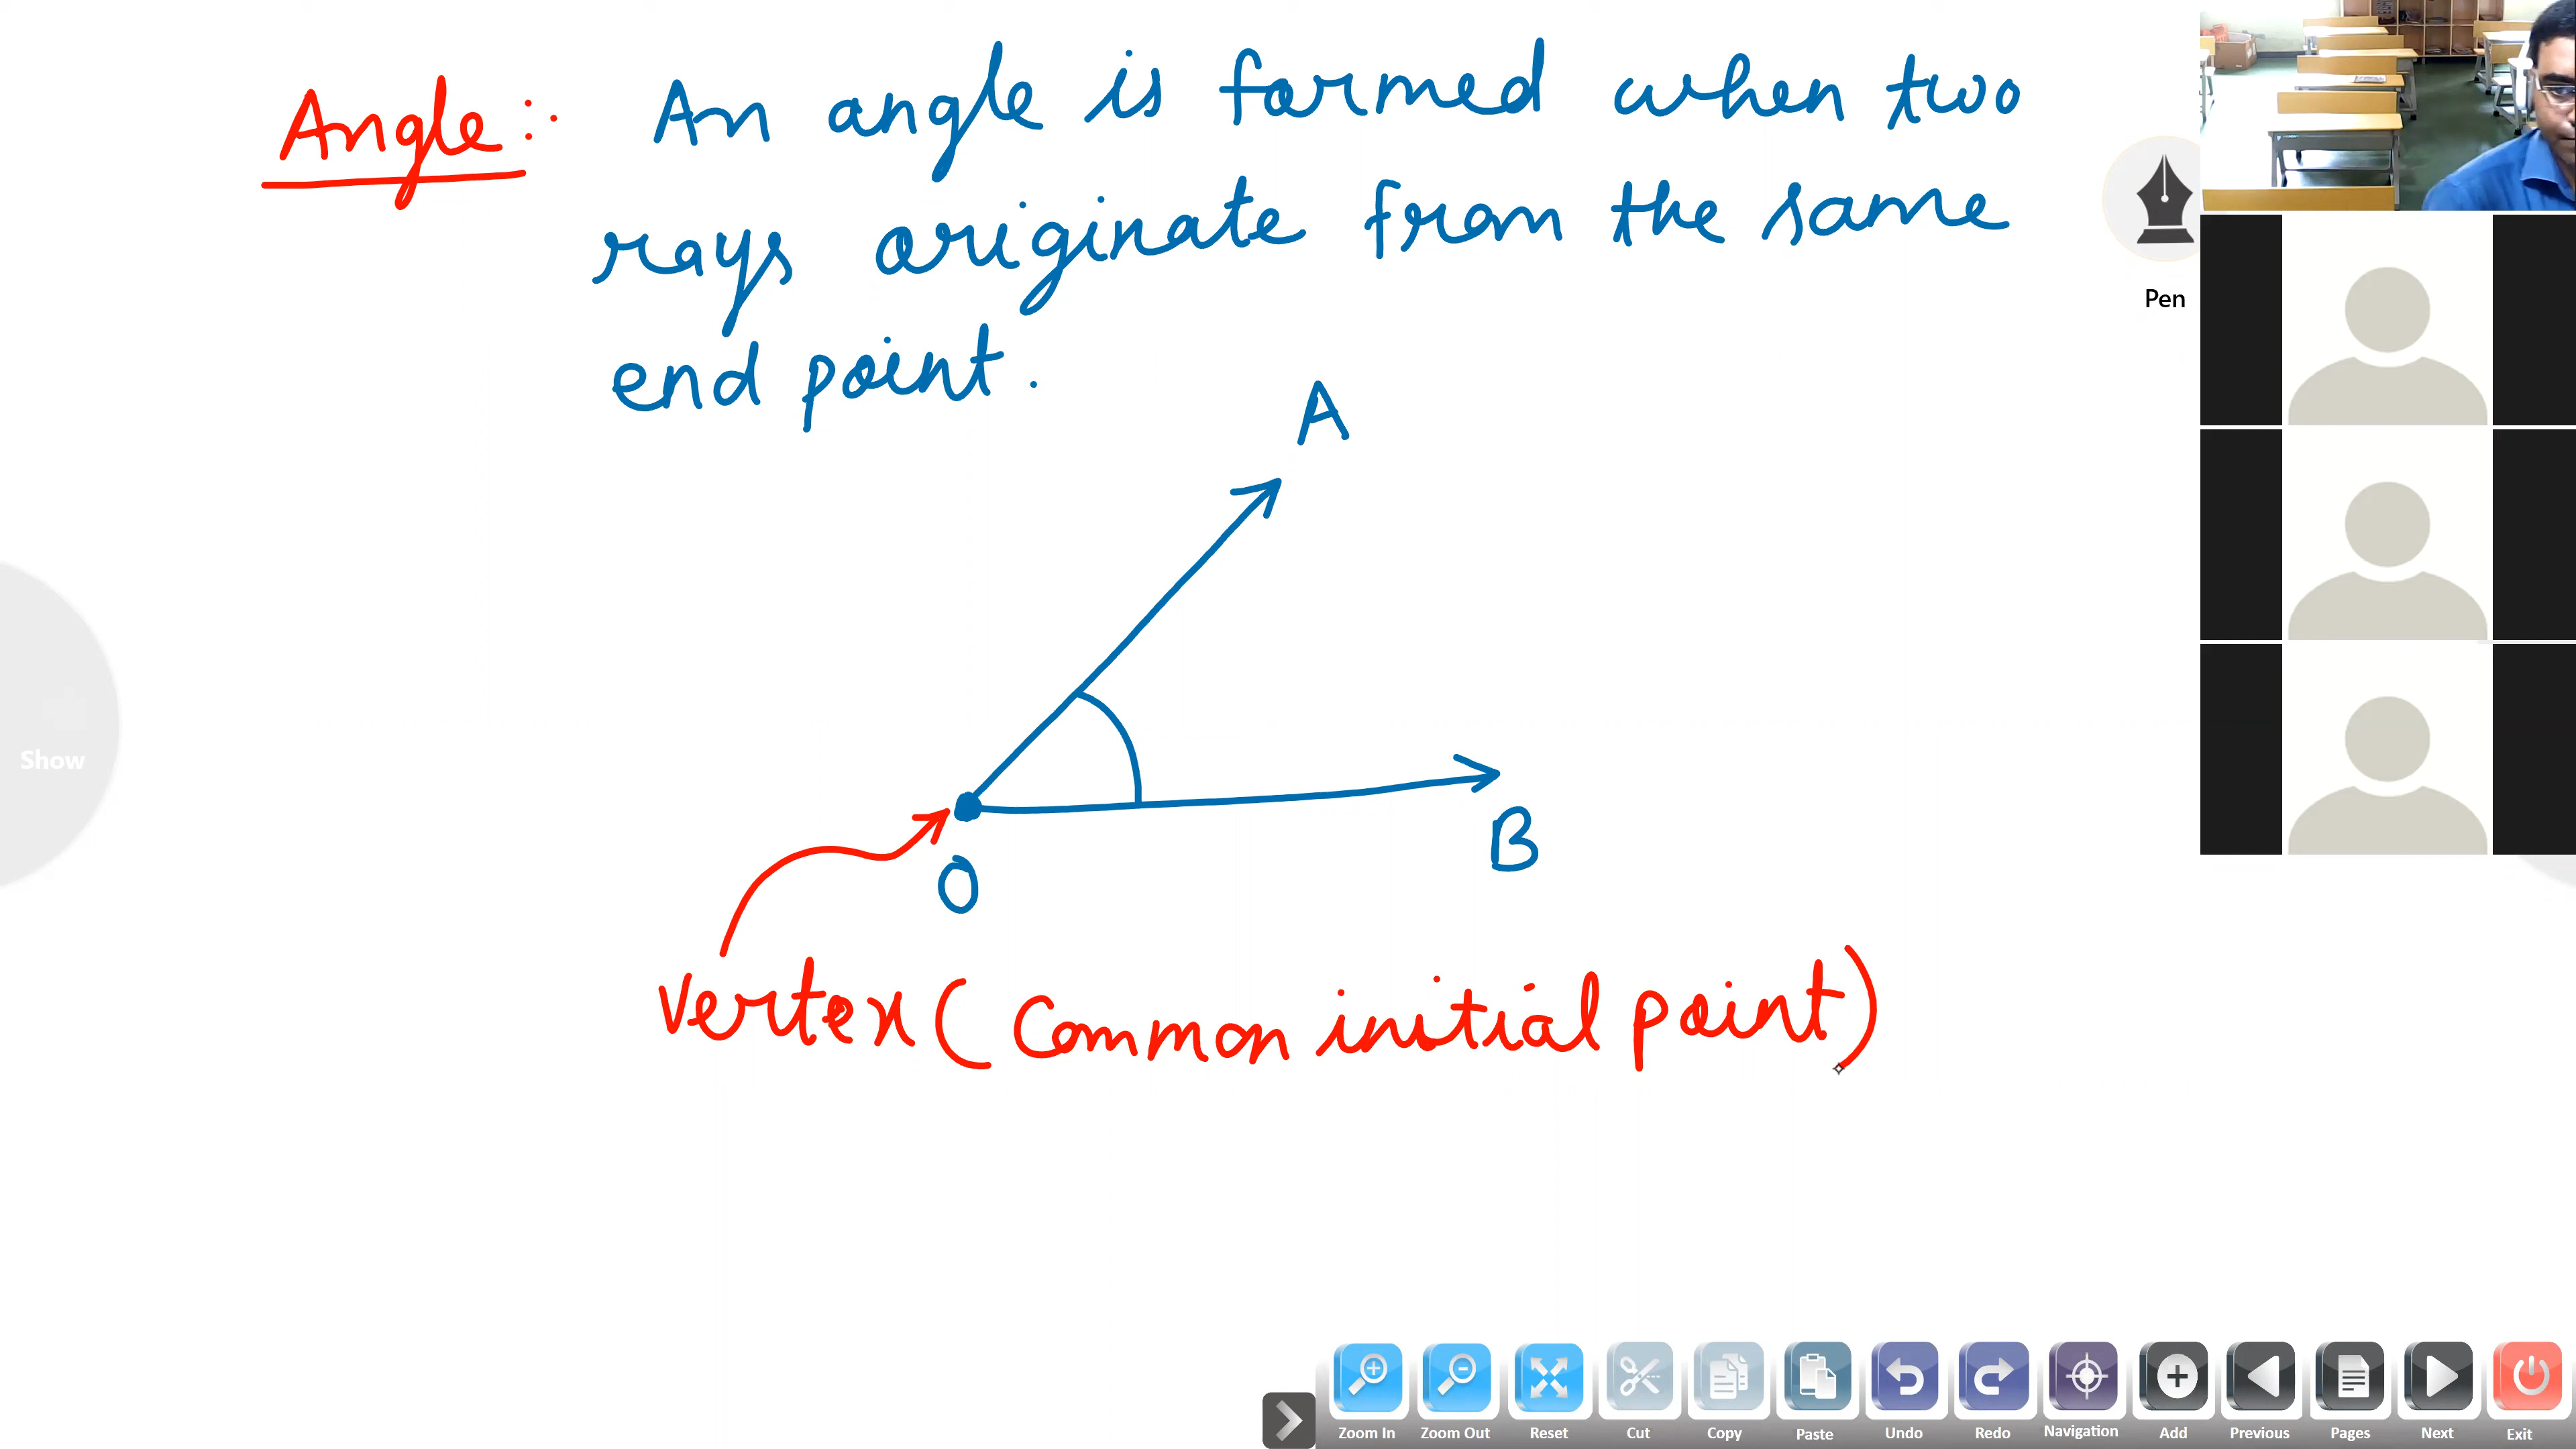 Angle :- An angle is formed when two
rays originate from the same
end point.
A
O
B
Vertex (Common initial point)
Pen
Show
Zoom In
Zoom Out
Reset
Cut
Copy
Paste
Undo
Redo
Navigation
Add
Previous
Pages
Next
Exit